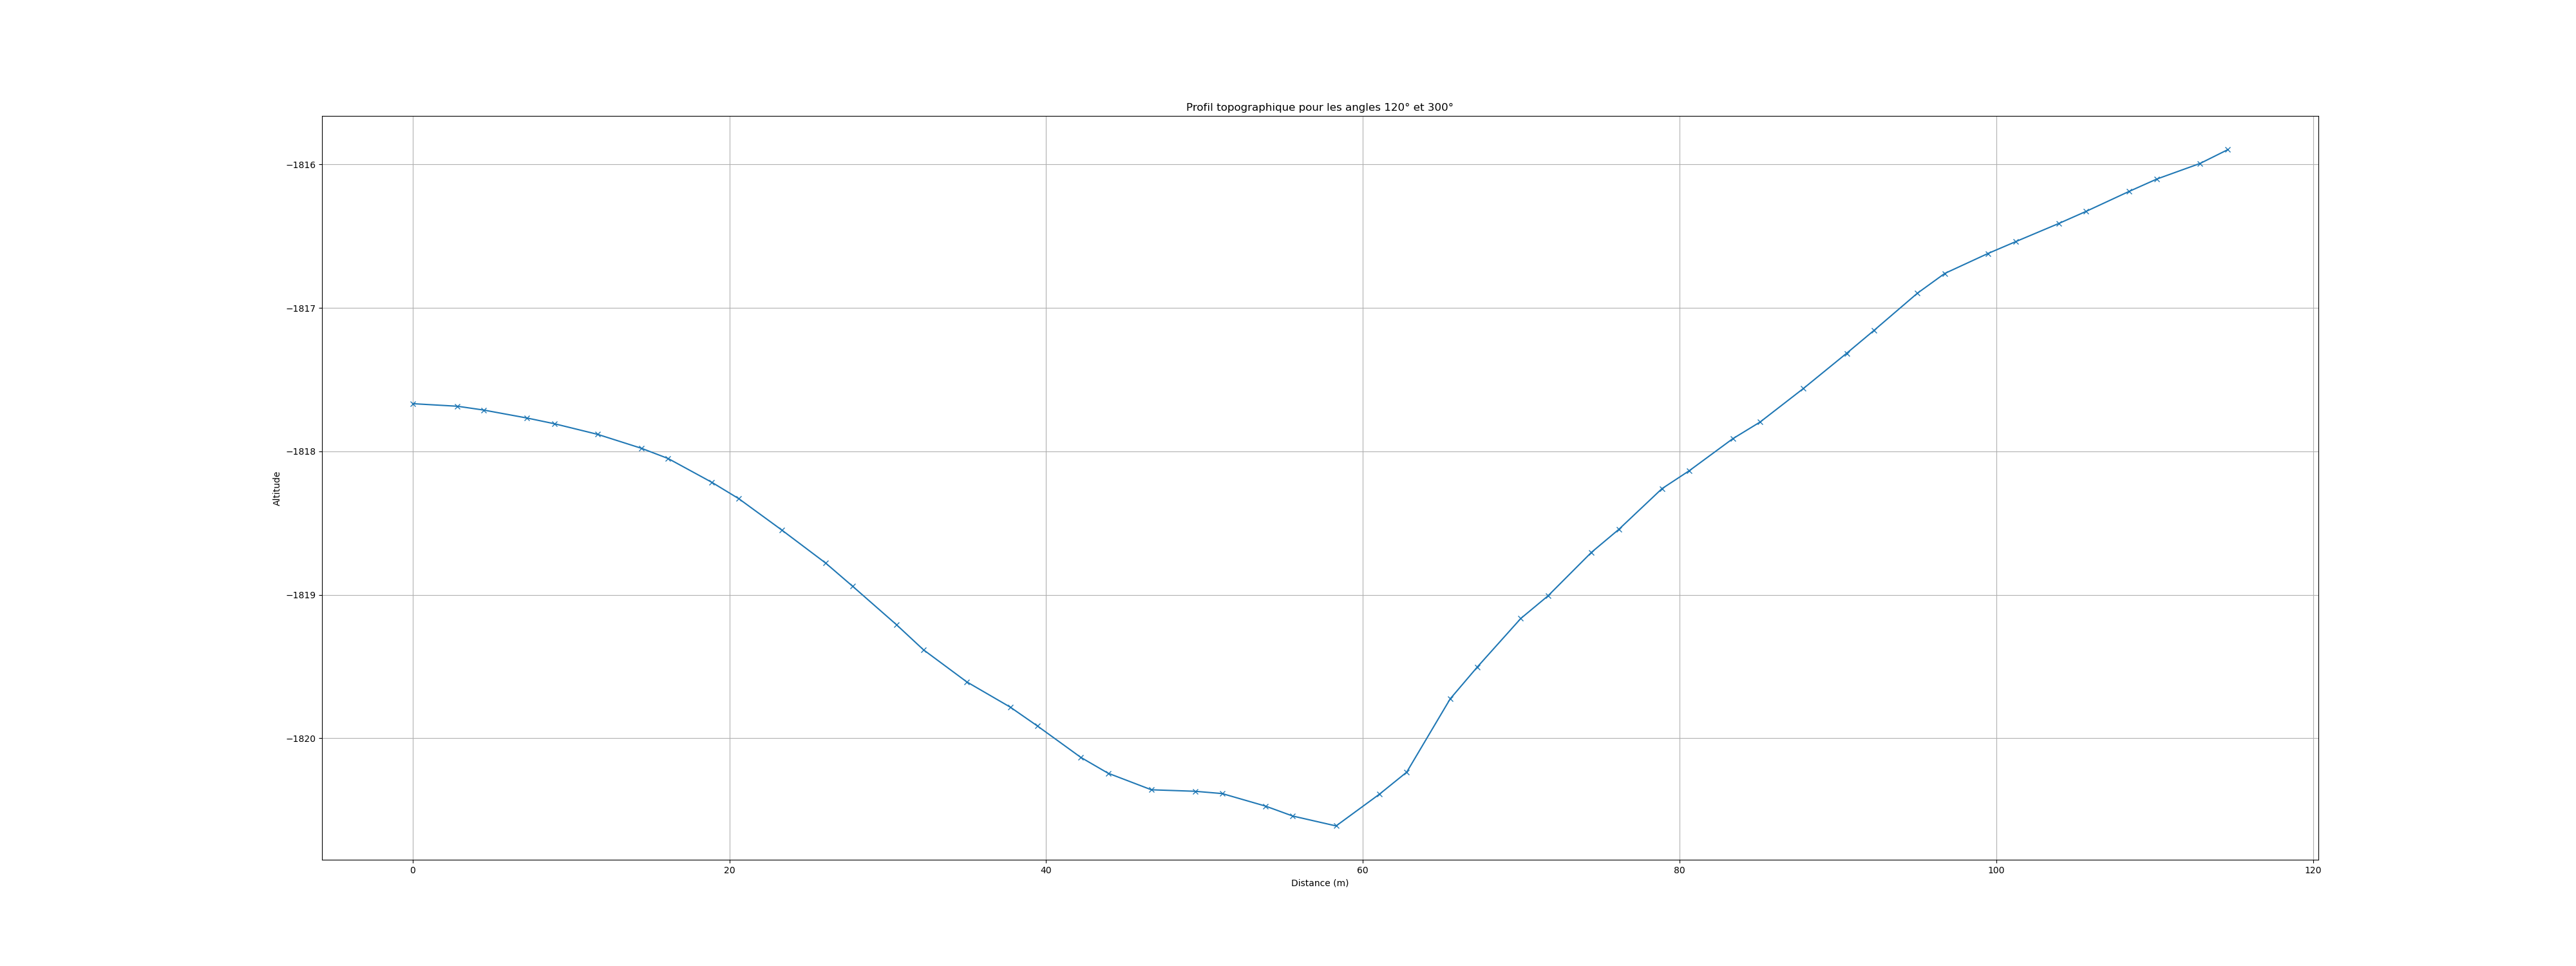 Profil topographique pour les angles 120° et 300°
−1816
−1817
−1818
−1819
−1820
Altitude
0 20 40 60 80 100 120
Distance (m)